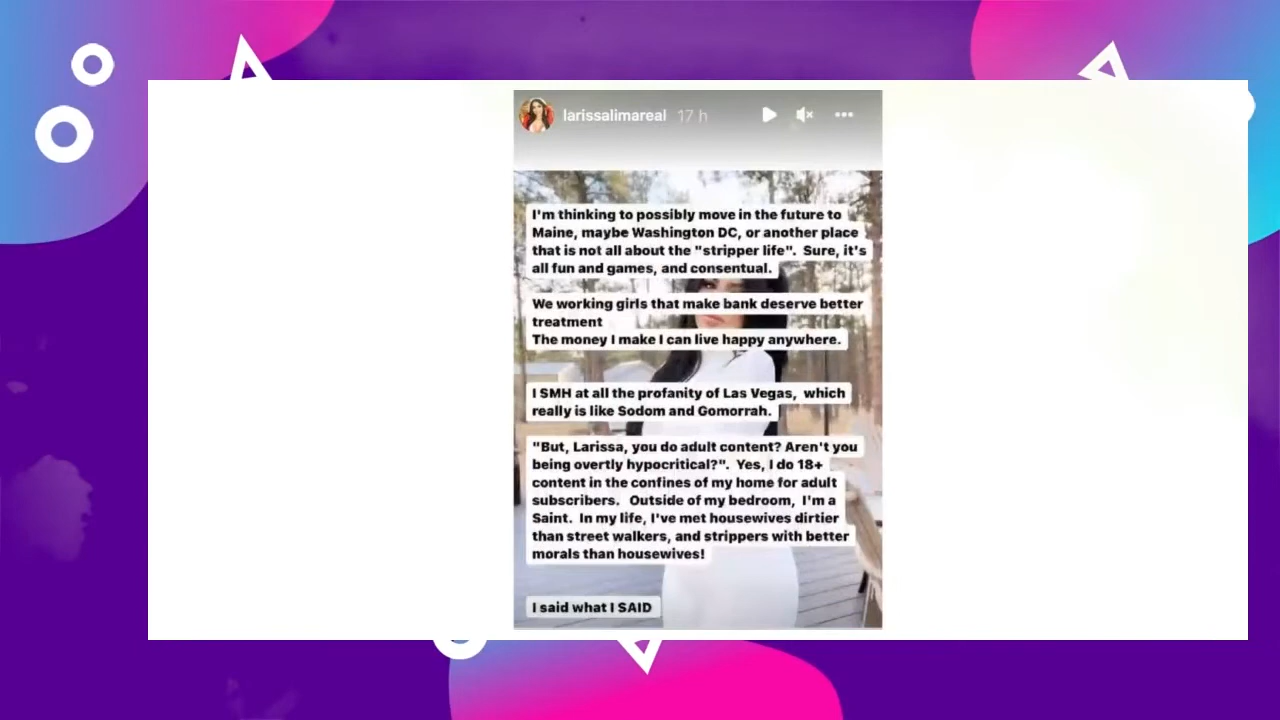 larissalimareal 17 h
I'm thinking to possibly move in the future to
Maine, maybe Washington DC, or another place
that is not all about the "stripper life". Sure, it's
all fun and games, and consentual.
We working girls that make bank deserve better
treatment
The money I make I can live happy anywhere.
I SMH at all the profanity of Las Vegas, which
really is like Sodom and Gomorrah.
"But, Larissa, you do adult content? Aren't you
being overtly hypocritical?". Yes, I do 18+
content in the confines of my home for adult
subscribers. Outside of my bedroom, I'm a
Saint. In my life, I've met housewives dirtier
than street walkers, and strippers with better
morals than housewives!
I said what I SAID